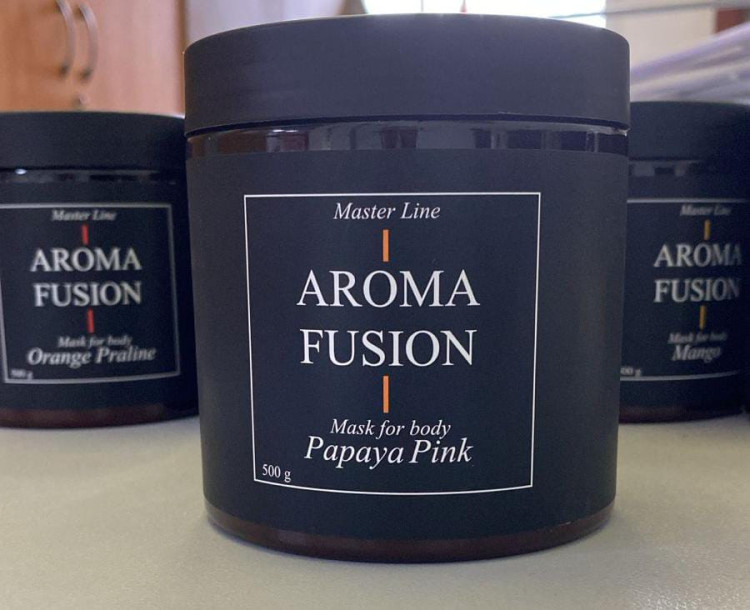 Master Line
AROMA
FUSION
Mask for body
Orange Praline
500 g
Master Line
AROMA
FUSION
Mask for body
Papaya Pink
500 g
Master Line
AROMA
FUSION
Mask for body
Mango